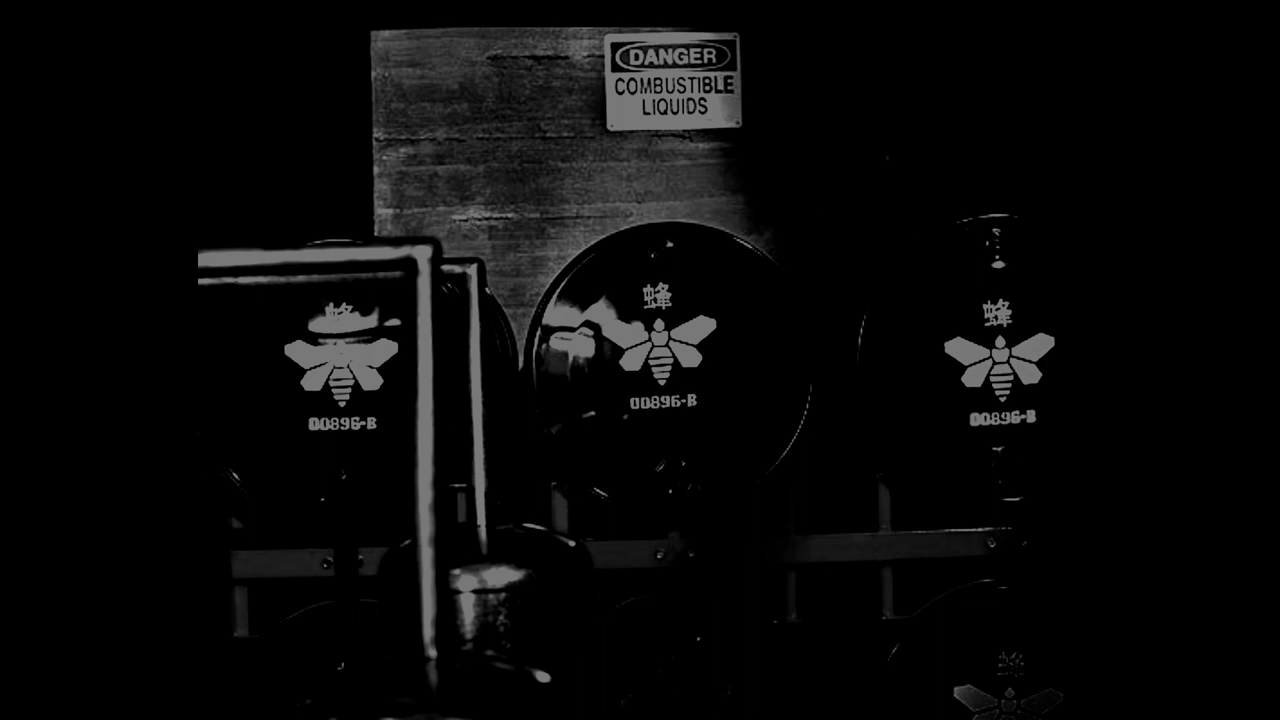 DANGER
COMBUSTIBLE
LIQUIDS
蜂
00896-B
蜂
00896-B
蜂
00896-B
蜂